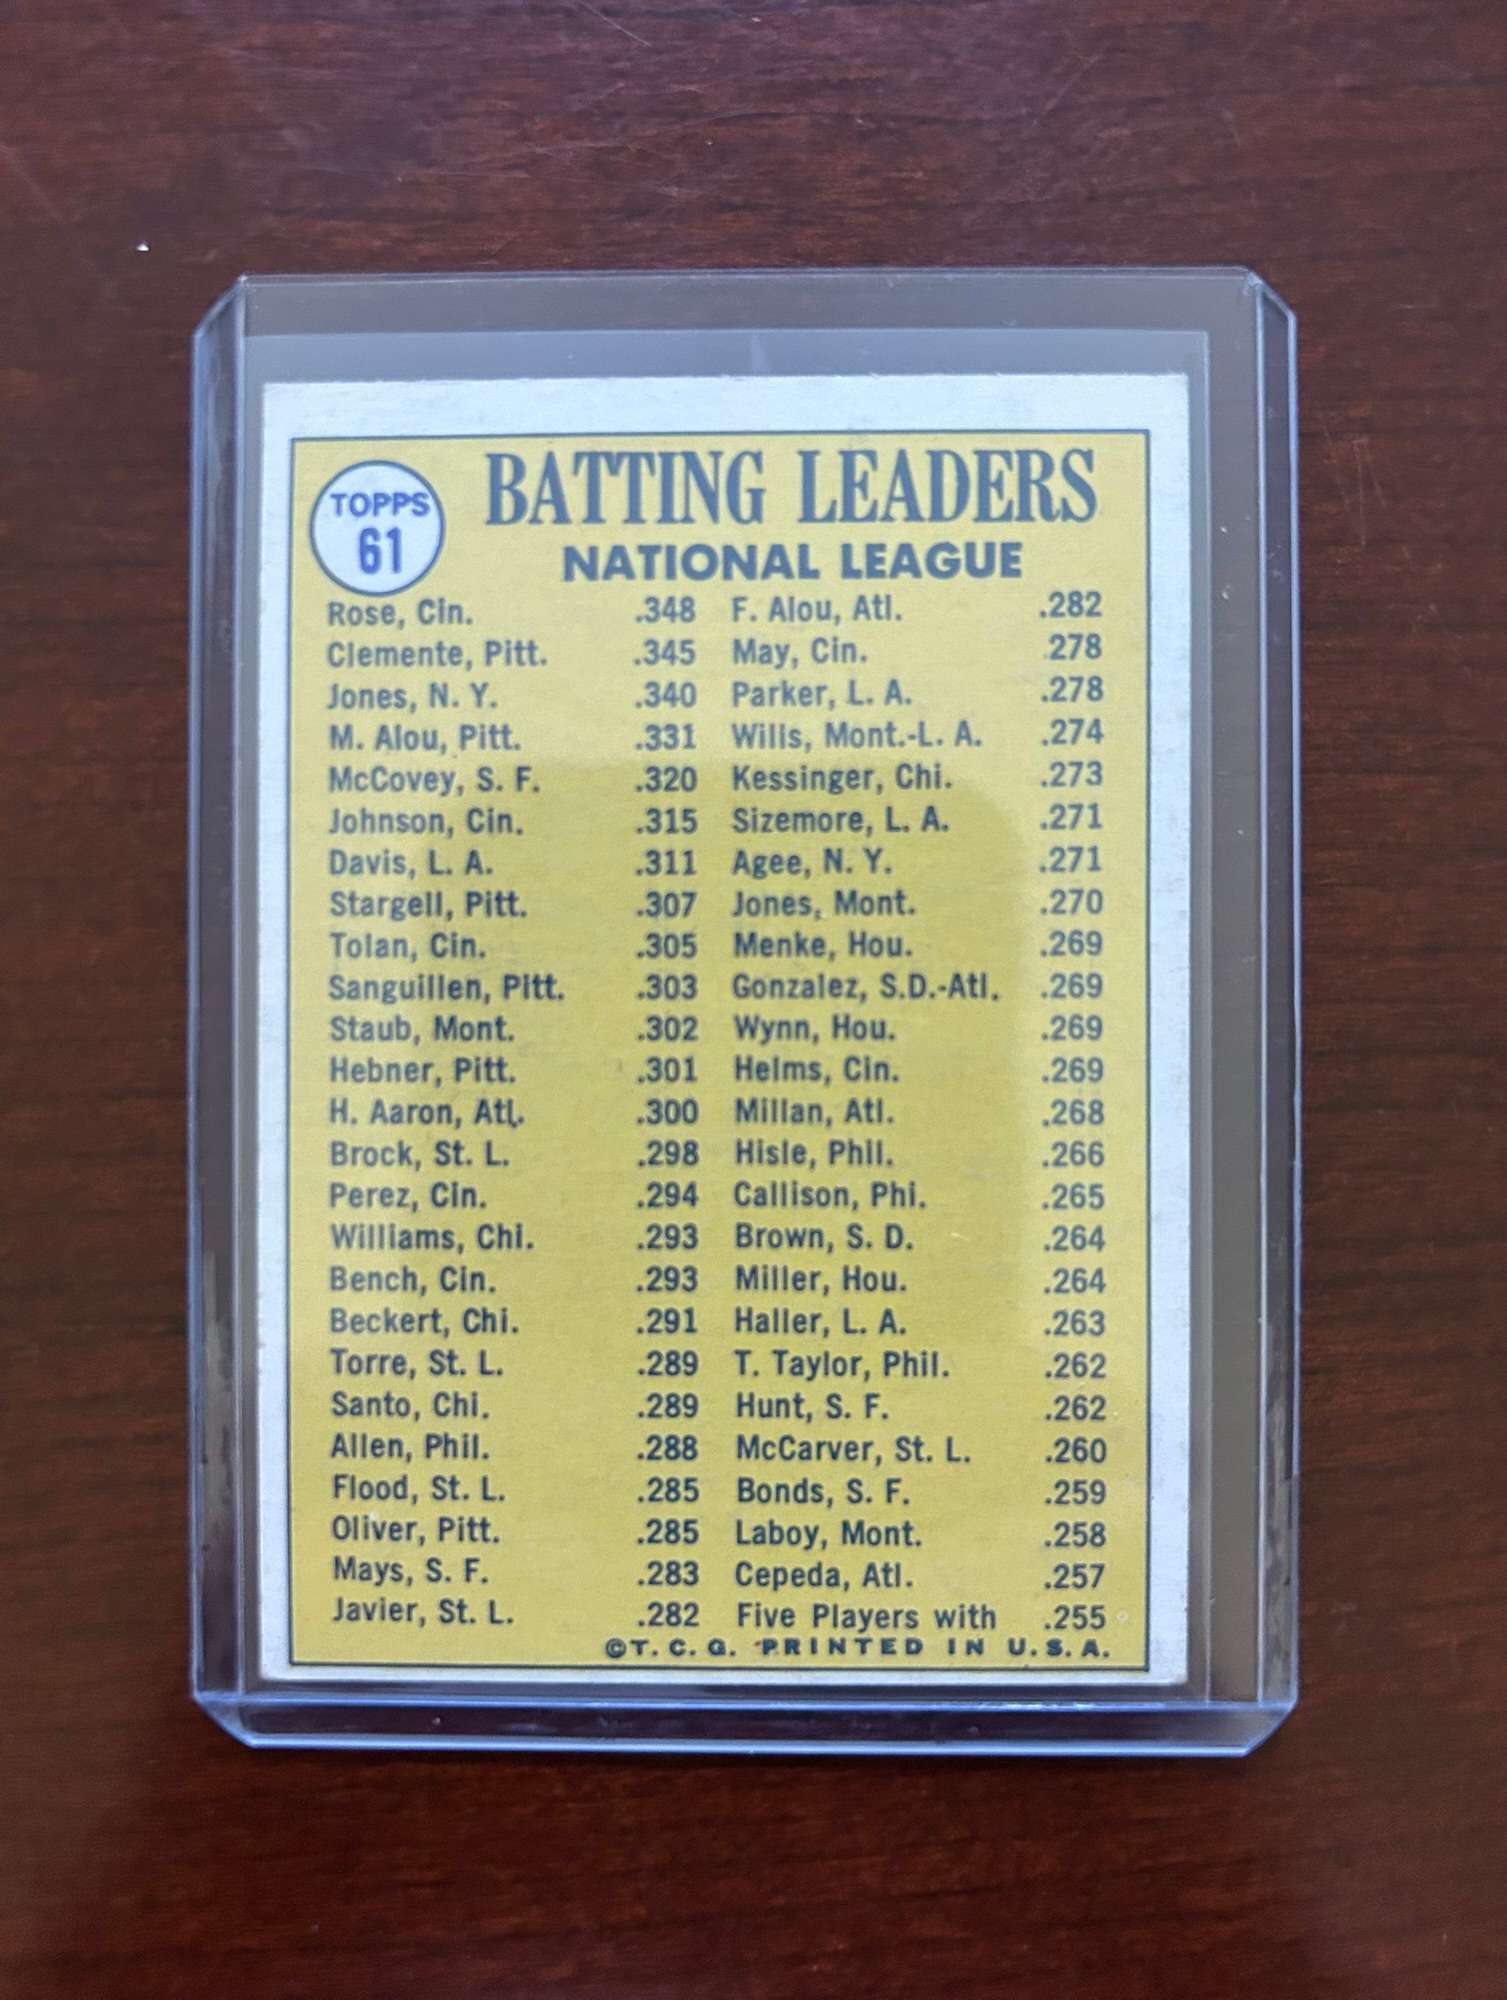 TOPPS
61
BATTING LEADERS
NATIONAL LEAGUE
Rose, Cin. .348
Clemente, Pitt. .345
Jones, N. Y. .340
M. Alou, Pitt. .331
McCovey, S. F. .320
Johnson, Cin. .315
Davis, L. A. .311
Stargell, Pitt. .307
Tolan, Cin. .305
Sanguillen, Pitt. .303
Staub, Mont. .302
Hebner, Pitt. .301
H. Aaron, Atl. .300
Brock, St. L. .298
Perez, Cin. .294
Williams, Chi. .293
Bench, Cin. .293
Beckert, Chi. .291
Torre, St. L. .289
Santo, Chi. .289
Allen, Phil. .288
Flood, St. L. .285
Oliver, Pitt. .285
Mays, S. F. .283
Javier, St. L. .282
F. Alou, Atl. .282
May, Cin. .278
Parker, L. A. .278
Wills, Mont.-L. A. .274
Kessinger, Chi. .273
Sizemore, L. A. .271
Agee, N. Y. .271
Jones, Mont. .270
Menke, Hou. .269
Gonzalez, S.D.-Atl. .269
Wynn, Hou. .269
Helms, Cin. .269
Millan, Atl. .268
Hisle, Phil. .266
Callison, Phi. .265
Brown, S. D. .264
Miller, Hou. .264
Haller, L. A. .263
T. Taylor, Phil. .262
Hunt, S. F. .262
McCarver, St. L. .260
Bonds, S. F. .259
Laboy, Mont. .258
Cepeda, Atl. .257
Five Players with .255
©T. C. G. PRINTED IN U. S. A.